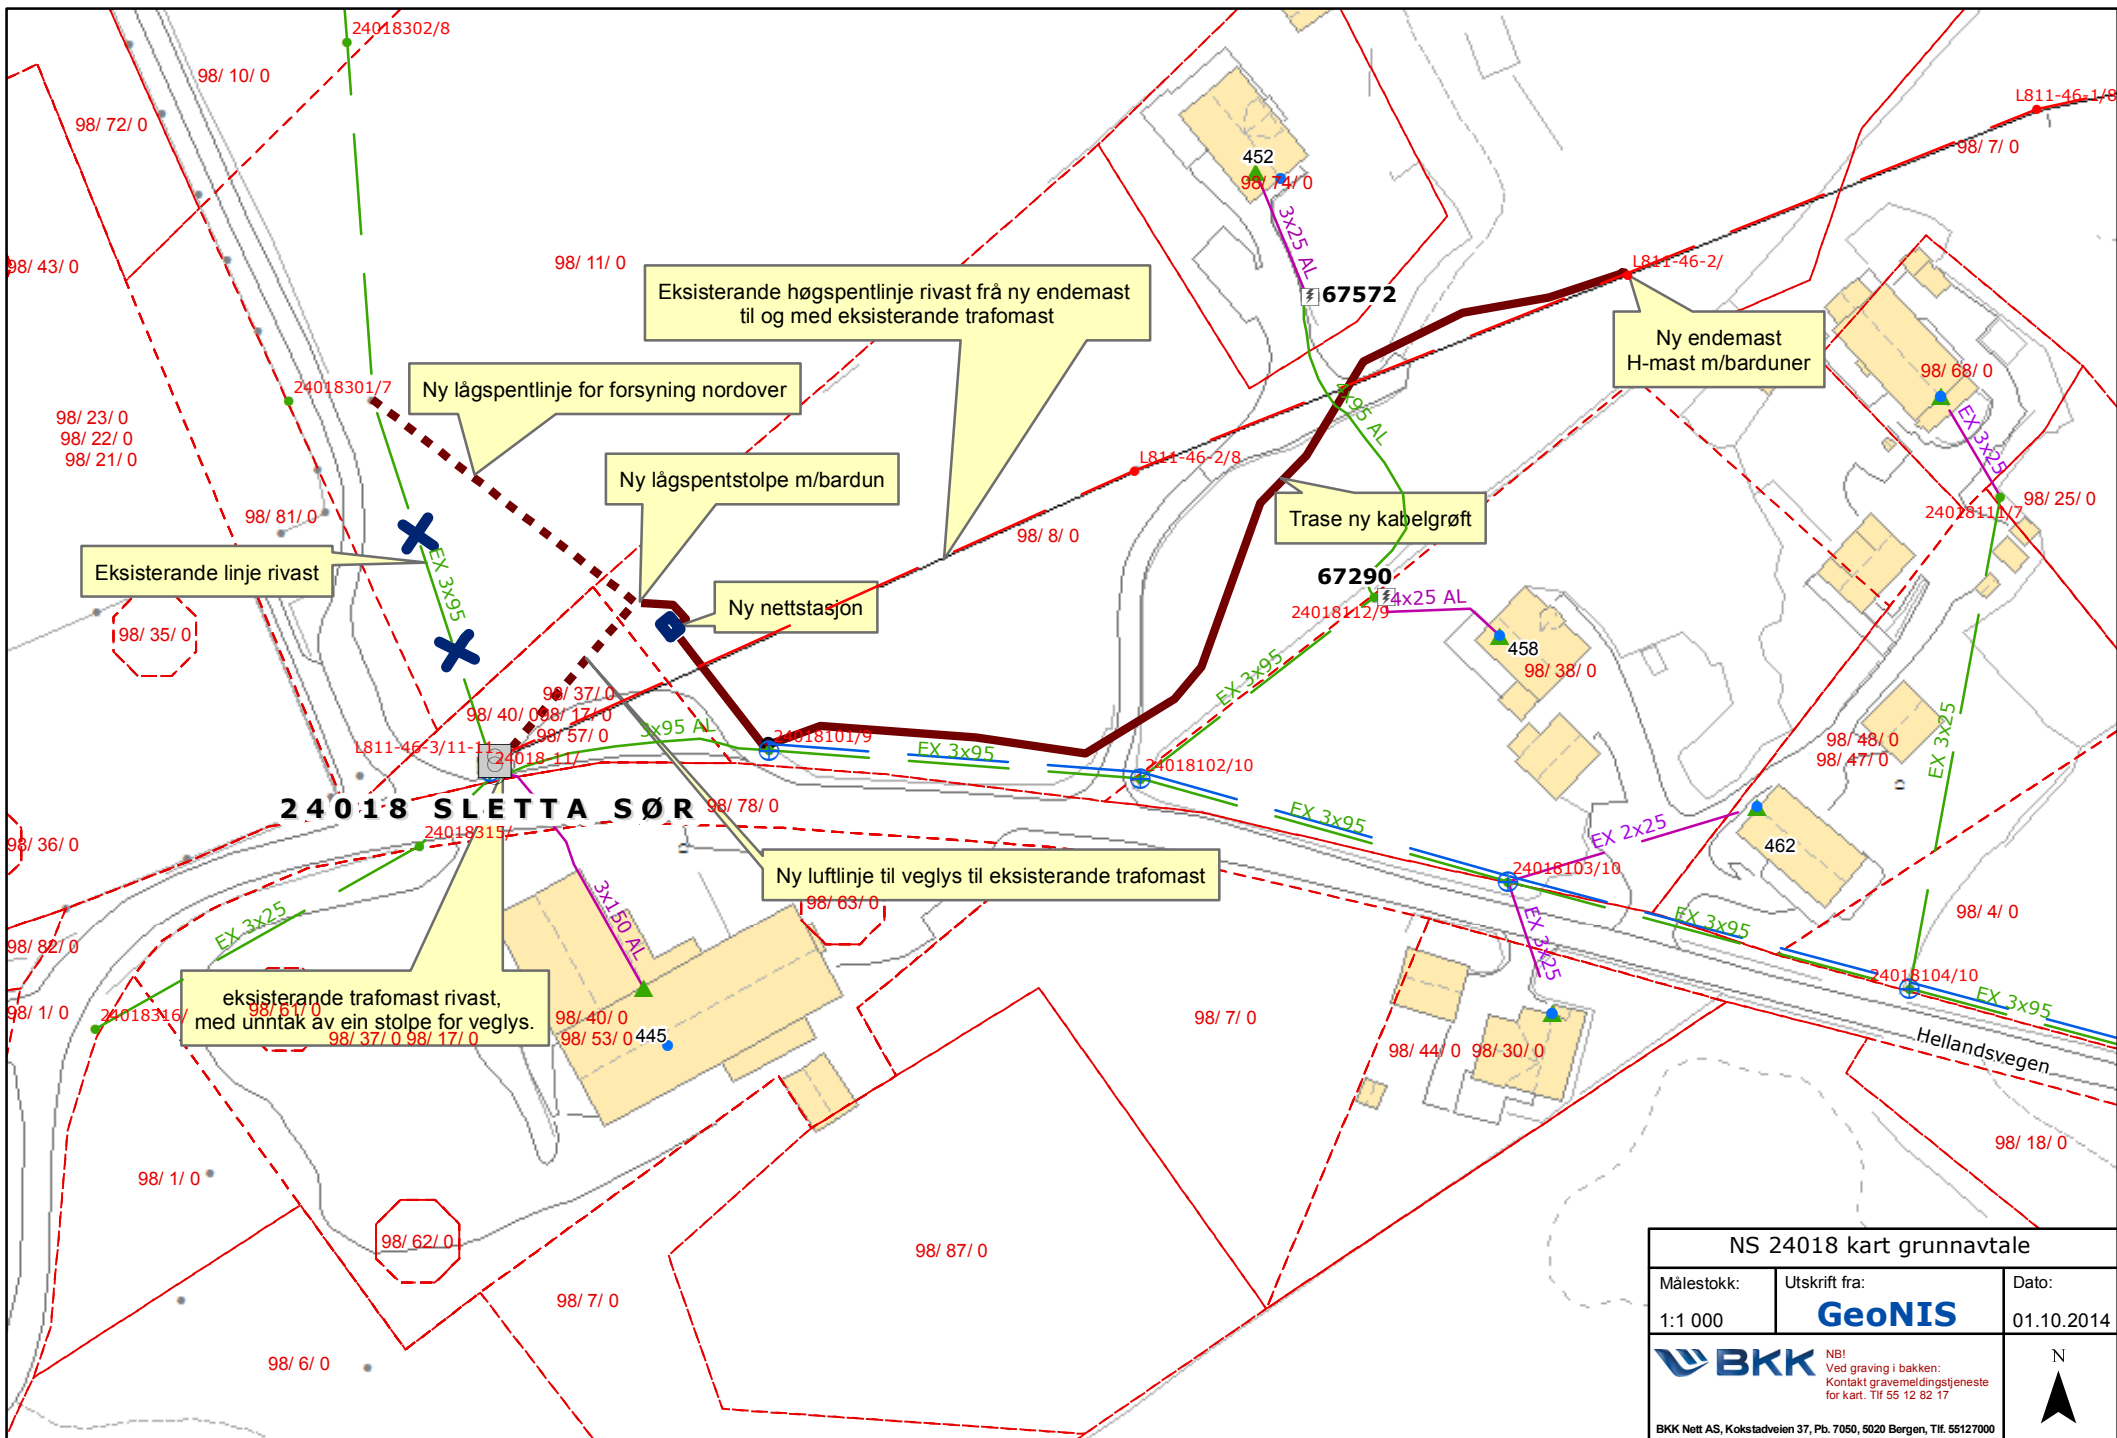 24018302/8
98/ 10/ 0
98/ 72/ 0
98/ 43/ 0
98/ 11/ 0
L811-46-1/8
98/ 7/ 0
452
98/ 74/ 0
3x25 AL
67572
L811-46-2/
Eksisterande høgspentlinje rivast frå ny endemast
til og med eksisterande trafomast
Ny endemast
H-mast m/barduner
98/ 68/ 0
EX 3x25
98/ 25/ 0
24018111/7
24018301/7
Ny lågspentlinje for forsyning nordover
98/ 23/ 0
98/ 22/ 0
98/ 21/ 0
4x95 AL
L811-46-2/8
Ny lågspentstolpe m/bardun
98/ 81/ 0
Trase ny kabelgrøft
98/ 8/ 0
Eksisterande linje rivast
EX 3x95
Ny nettstasjon
67290
24018112/9
4x25 AL
98/ 35/ 0
458
98/ 38/ 0
EX 3x95
98/ 37/ 0
98/ 40/ 0
98/ 17/ 0
98/ 57/ 0
3x95 AL
L811-46-3/11-11
24018-11/
24018101/9
EX 3x95
24018102/10
98/ 48/ 0
98/ 47/ 0
EX 3x25
24018 SLETTA SØR
98/ 78/ 0
24018315/
98/ 36/ 0
EX 3x95
EX 2x25
462
Ny luftlinje til veglys til eksisterande trafomast
24018103/10
98/ 63/ 0
3x150 AL
EX 3x25
98/ 82/ 0
EX 3x25
EX 3x95
98/ 4/ 0
24018104/10
EX 3x95
eksisterande trafomast rivast,
med unntak av ein stolpe for veglys.
98/ 61/ 0
98/ 37/ 0 98/ 17/ 0
98/ 1/ 0
24018316/
98/ 40/ 0
98/ 53/ 0
445
98/ 7/ 0
98/ 44/ 0
98/ 30/ 0
Hellandsvegen
98/ 18/ 0
98/ 1/ 0
98/ 62/ 0
98/ 87/ 0
98/ 7/ 0
98/ 6/ 0
NS 24018 kart grunnavtale
Målestokk:
1:1 000
Utskrift fra:
GeoNIS
Dato:
01.10.2014
BKK
NB!
Ved graving i bakken:
Kontakt gravemeldingstjeneste
for kart. Tlf 55 12 82 17
N
BKK Nett AS, Kokstadveien 37, Pb. 7050, 5020 Bergen, Tlf. 55127000